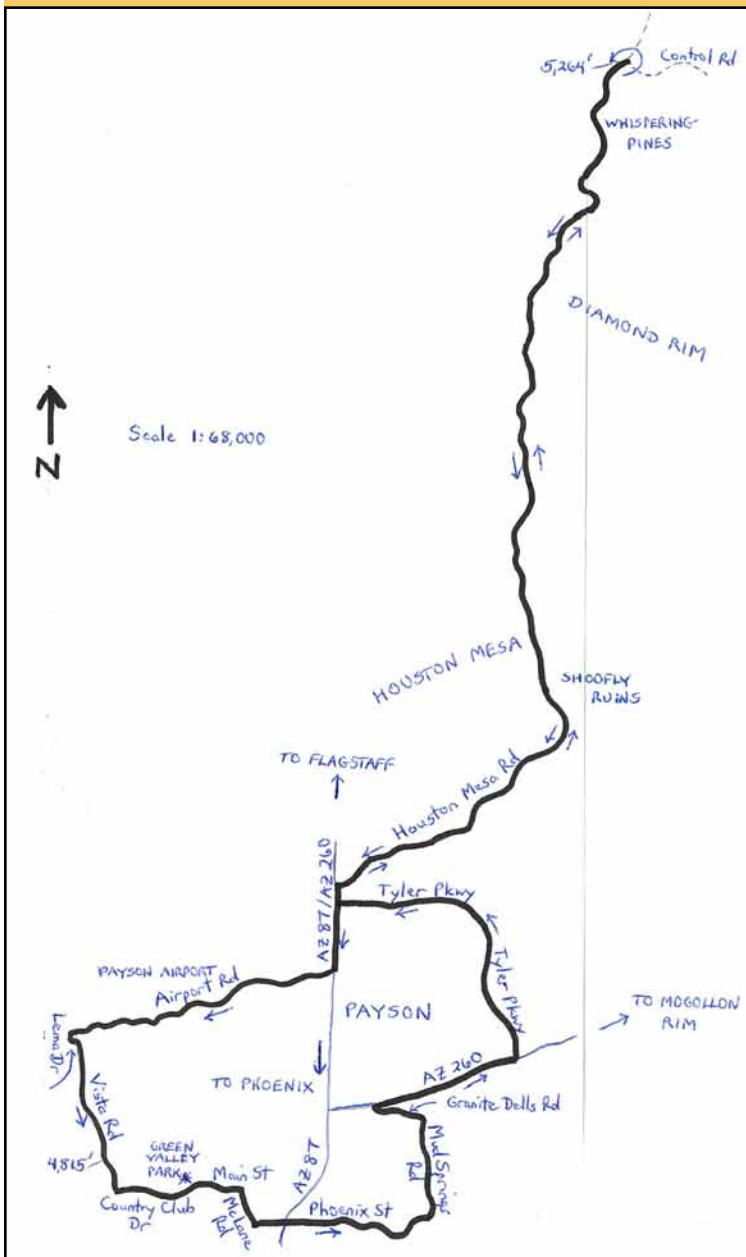 5,264'
Control Rd
WHISPERING
PINES
DIAMOND RIM
N
Scale 1:68,000
HOUSTON MESA
SHOOFLY
RUINS
TO FLAGSTAFF
Houston Mesa Rd
AZ 87/AZ 260
Tyler Pkwy
Tyler Pkwy
PAYSON AIRPORT
Airport Rd
PAYSON
TO MOGOLLON
RIM
Lema Dr
AZ 260
TO PHOENIX
Granite Dells Rd
Vista Rd
Mud Springs
Rd
4,815'
GREEN
VALLEY
PARK
Main St
AZ 87
Country Club
Dr
McLane
Rd
Phoenix St